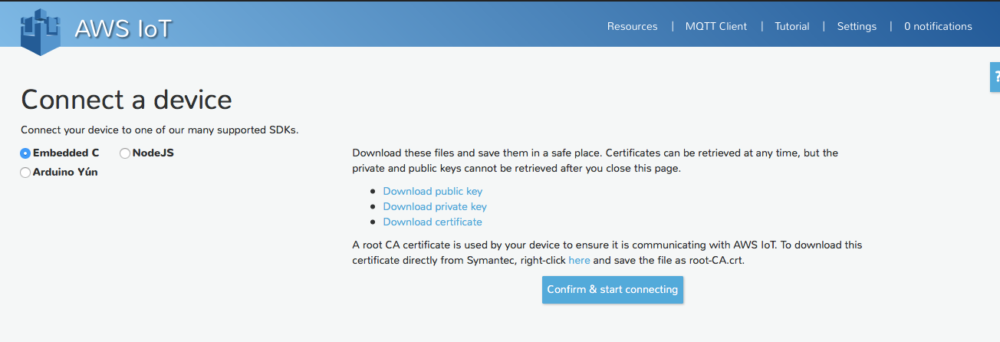 AWS IoT
Resources | MQTT Client | Tutorial | Settings | 0 notifications
?
Connect a device
Connect your device to one of our many supported SDKs.
Embedded C NodeJS
Arduino Yún
Download these files and save them in a safe place. Certificates can be retrieved at any time, but the
private and public keys cannot be retrieved after you close this page.
• Download public key
• Download private key
• Download certificate
A root CA certificate is used by your device to ensure it is communicating with AWS IoT. To download this
certificate directly from Symantec, right-click here and save the file as root-CA.crt.
Confirm & start connecting